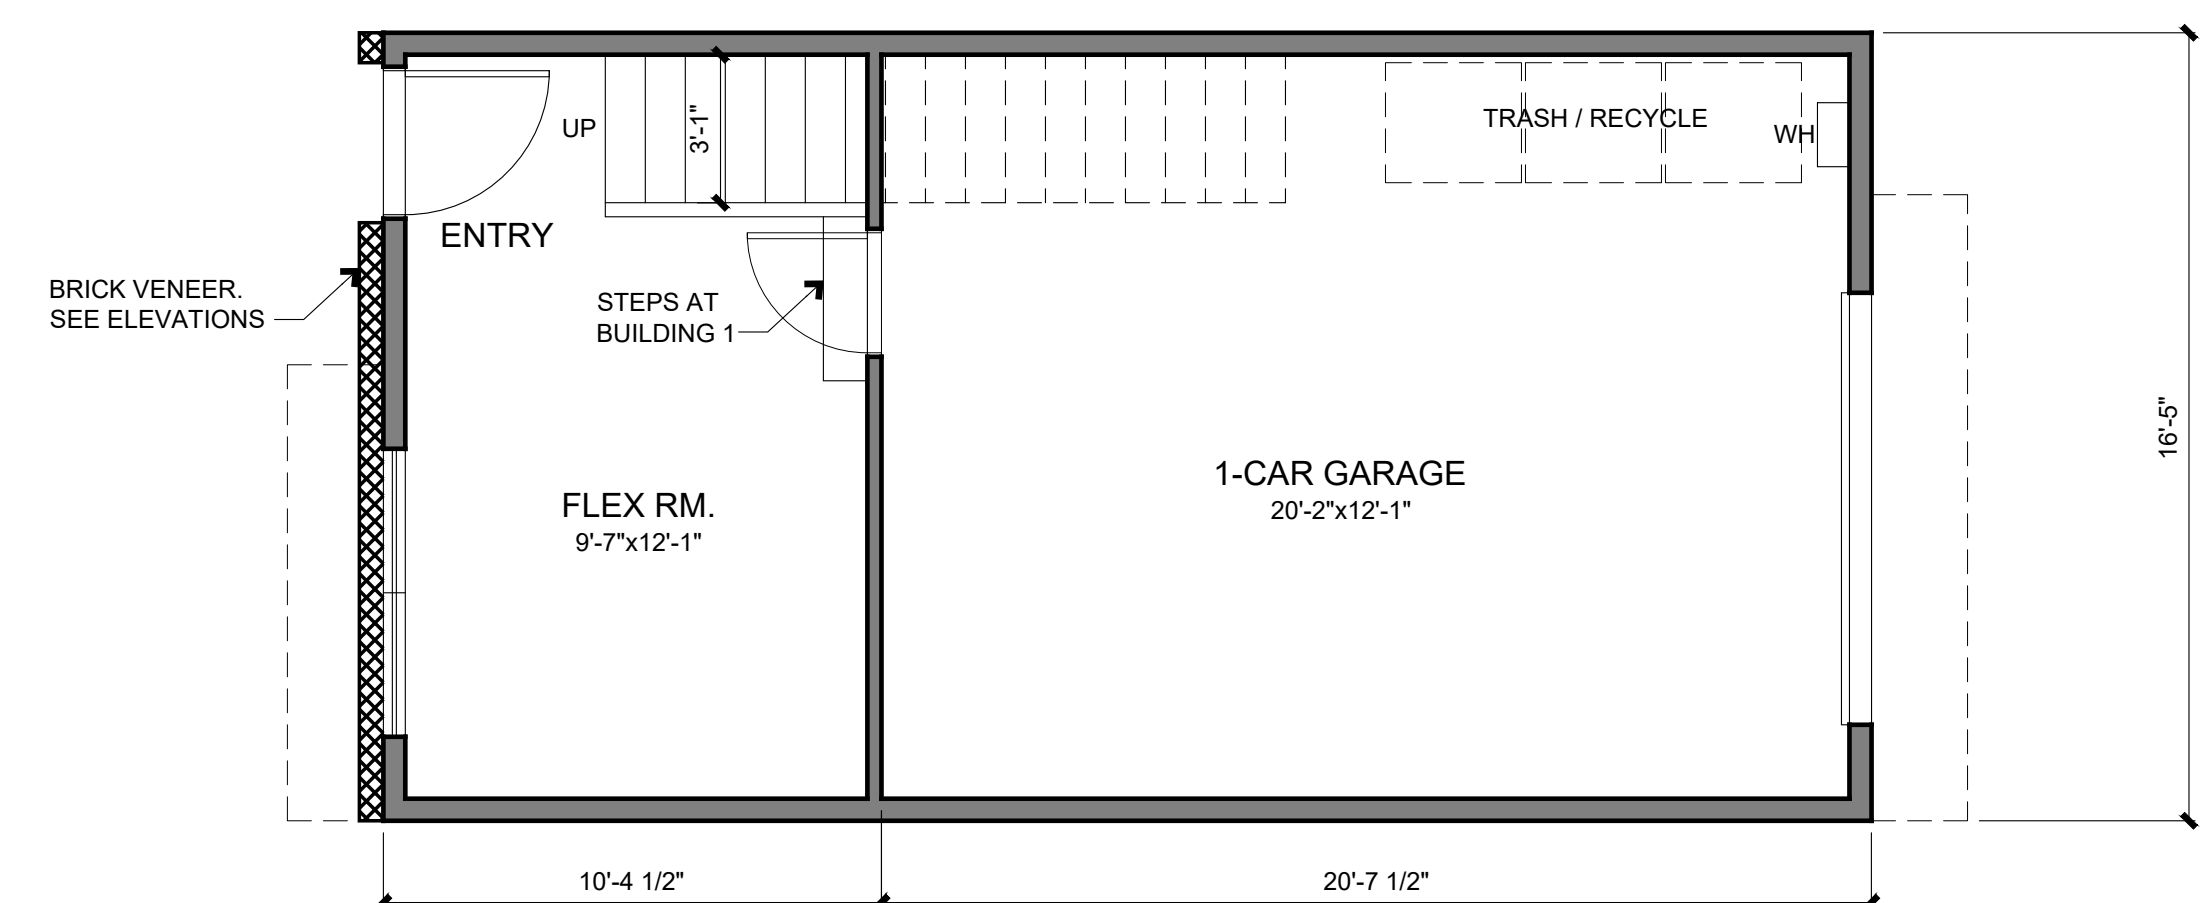 UP
3'-1"
TRASH / RECYCLE
WH
ENTRY
BRICK VENEER.
SEE ELEVATIONS
STEPS AT
BUILDING 1
16'-5"
FLEX RM.
9'-7"x12'-1"
1-CAR GARAGE
20'-2"x12'-1"
10'-4 1/2"
20'-7 1/2"